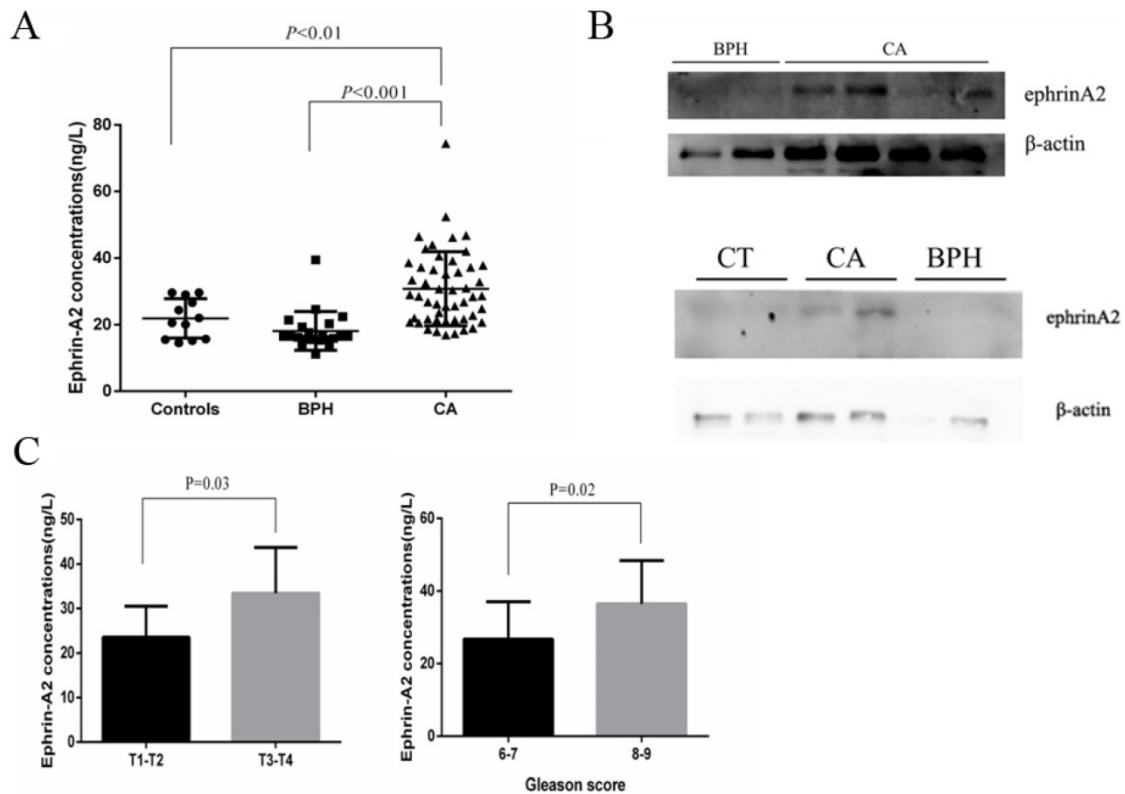 A
P<0.01
P<0.001
Ephrin-A2 concentrations(ng/L)
80
60
40
20
0
Controls BPH CA
B
BPH CA
ephrinA2
β-actin
CT CA BPH
ephrinA2
β-actin
C
P=0.03
Ephrin-A2 concentrations(ng/L)
50
40
30
20
10
0
T1-T2 T3-T4
P=0.02
Ephrin-A2 concentrations(ng/L)
60
40
20
0
6-7 8-9
Gleason score